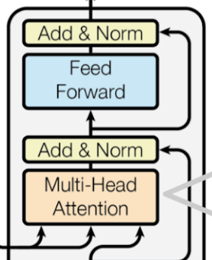 Add & Norm
Feed
Forward
Add & Norm
Multi-Head
Attention